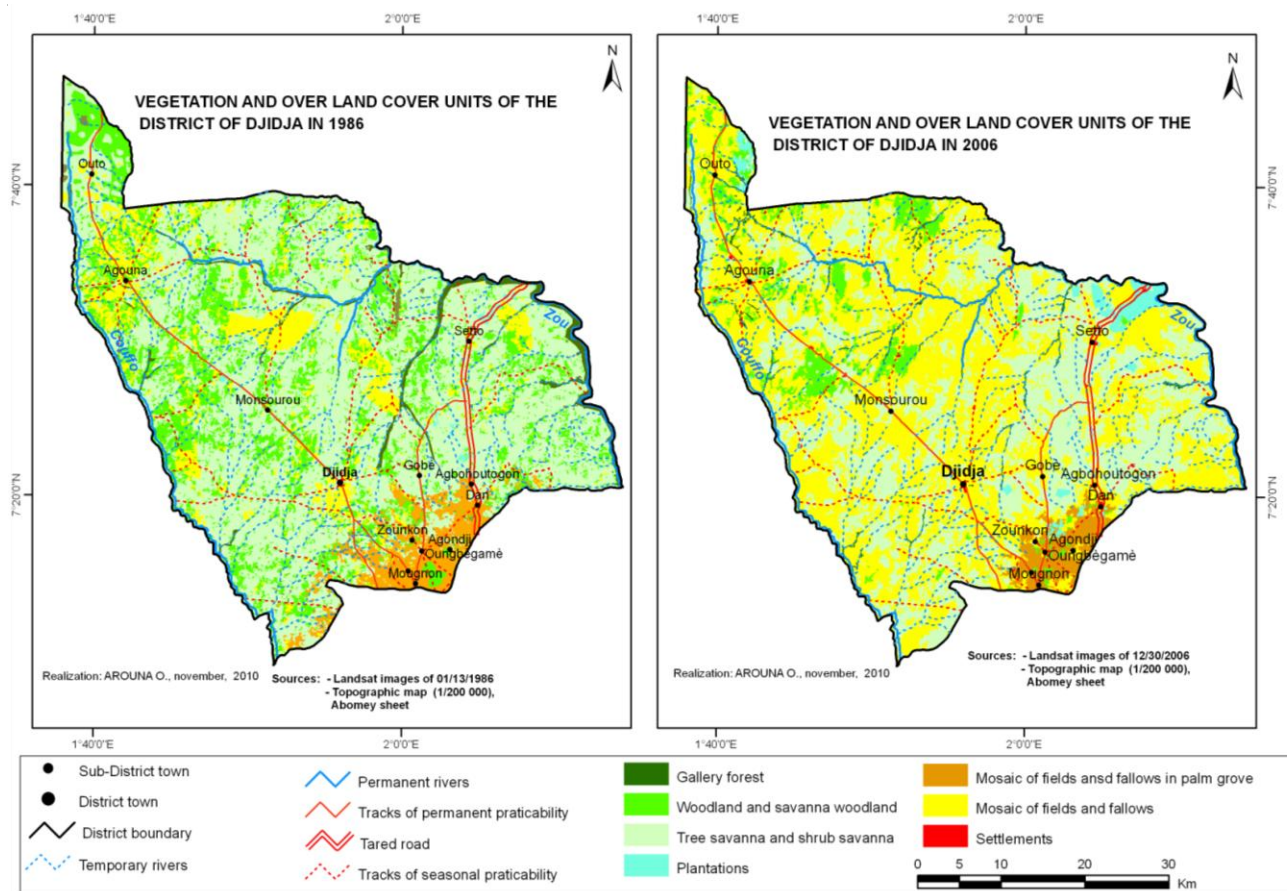 1°40'0"E
2°0'0"E
1°40'0"E
2°0'0"E
N
VEGETATION AND OVER LAND COVER UNITS OF THE
DISTRICT OF DJIDJA IN 1986
7°40'0"N
7°20'0"N
Outo
Agouna
Couffo
Setto
Zou
Monsourou
Djidja
Gobè
Agbohoutogon
Dan
Zounkon
Agondji
Oungbègamè
Mougnon
Realization: AROUNA O., november, 2010
Sources: - Landsat images of 01/13/1986
- Topographic map (1/200 000),
Abomey sheet
1°40'0"E
2°0'0"E
N
VEGETATION AND OVER LAND COVER UNITS OF THE
DISTRICT OF DJIDJA IN 2006
7°40'0"N
7°20'0"N
Outo
Agouna
Couffo
Setto
Zou
Monsourou
Djidja
Gobè
Agbohoutogon
Dan
Zounkon
Agondji
Oungbègamè
Mougnon
Sources: - Landsat images of 12/30/2006
- Topographic map (1/200 000),
Abomey sheet
Realization: AROUNA O., november, 2010
1°40'0"E
2°0'0"E
Sub-District town
District town
District boundary
Temporary rivers
Permanent rivers
Tracks of permanent praticability
Tared road
Tracks of seasonal praticability
Gallery forest
Woodland and savanna woodland
Tree savanna and shrub savanna
Plantations
Mosaic of fields ansd fallows in palm grove
Mosaic of fields and fallows
Settlements
0 5 10 20 30
Km